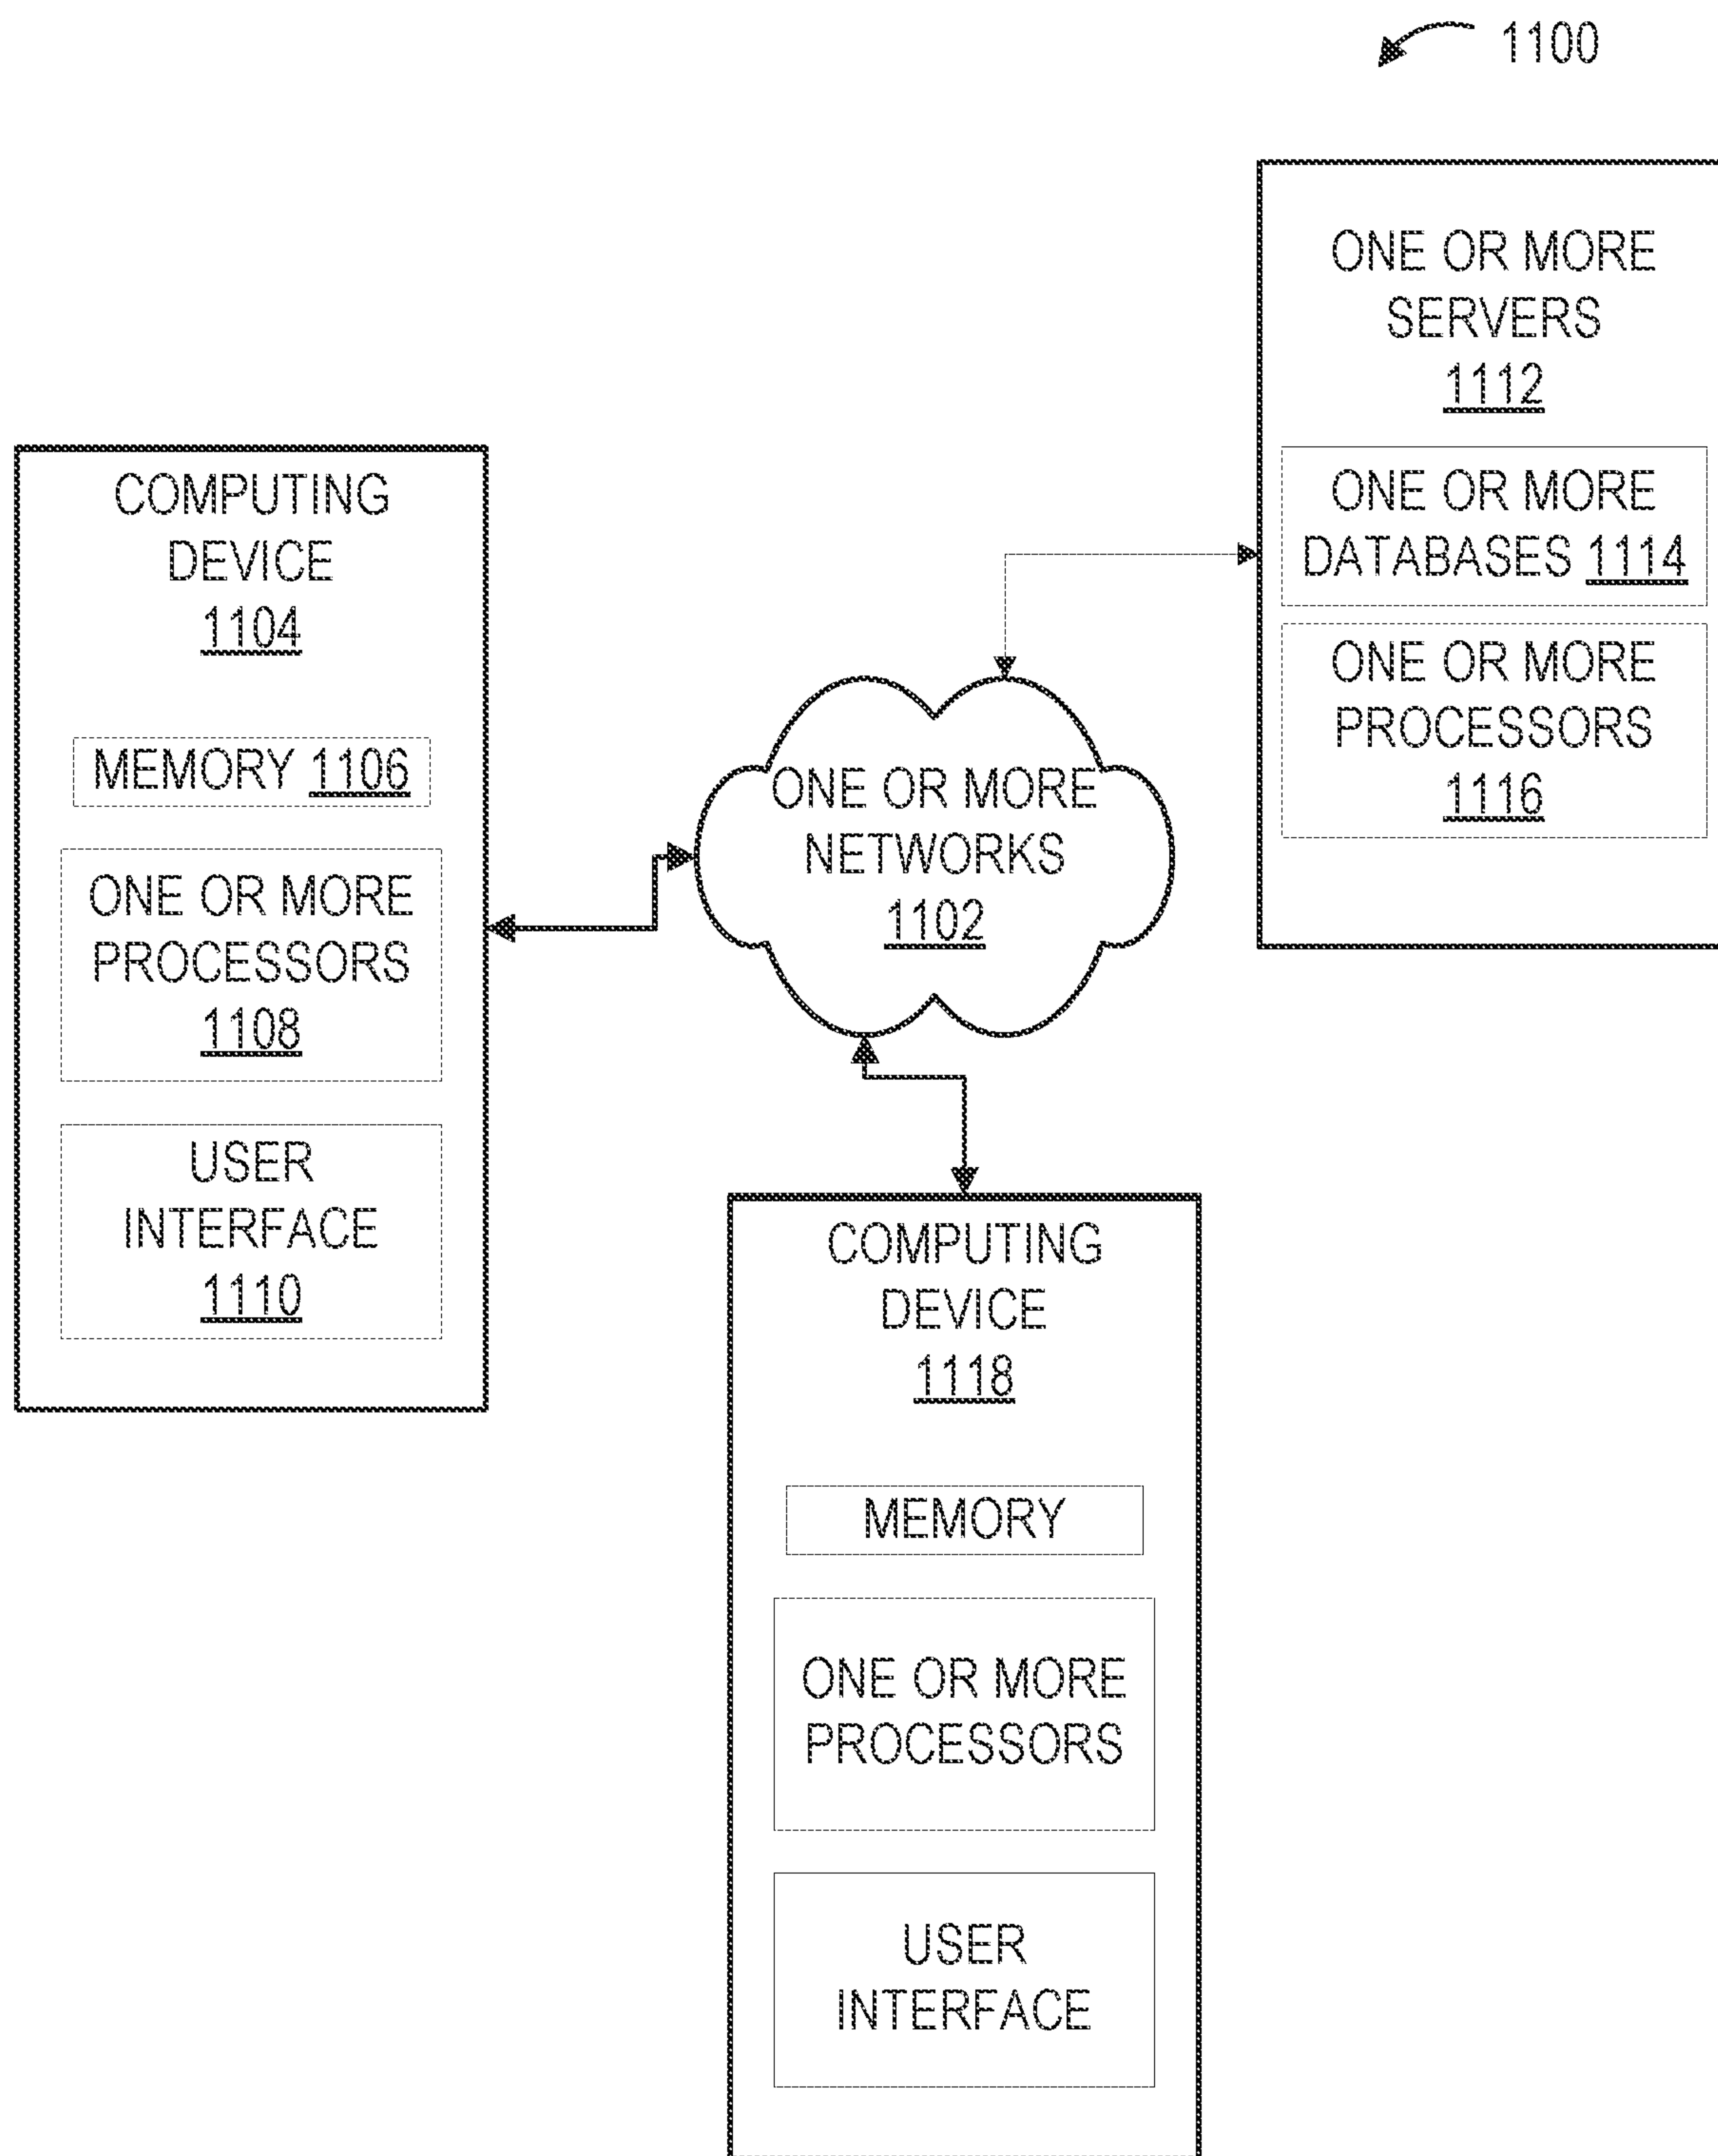 1100
ONE OR MORE
SERVERS
1112
ONE OR MORE
DATABASES 1114
ONE OR MORE
PROCESSORS
1116
COMPUTING
DEVICE
1104
MEMORY 1106
ONE OR MORE
PROCESSORS
1108
USER
INTERFACE
1110
ONE OR MORE
NETWORKS
1102
COMPUTING
DEVICE
1118
MEMORY
ONE OR MORE
PROCESSORS
USER
INTERFACE